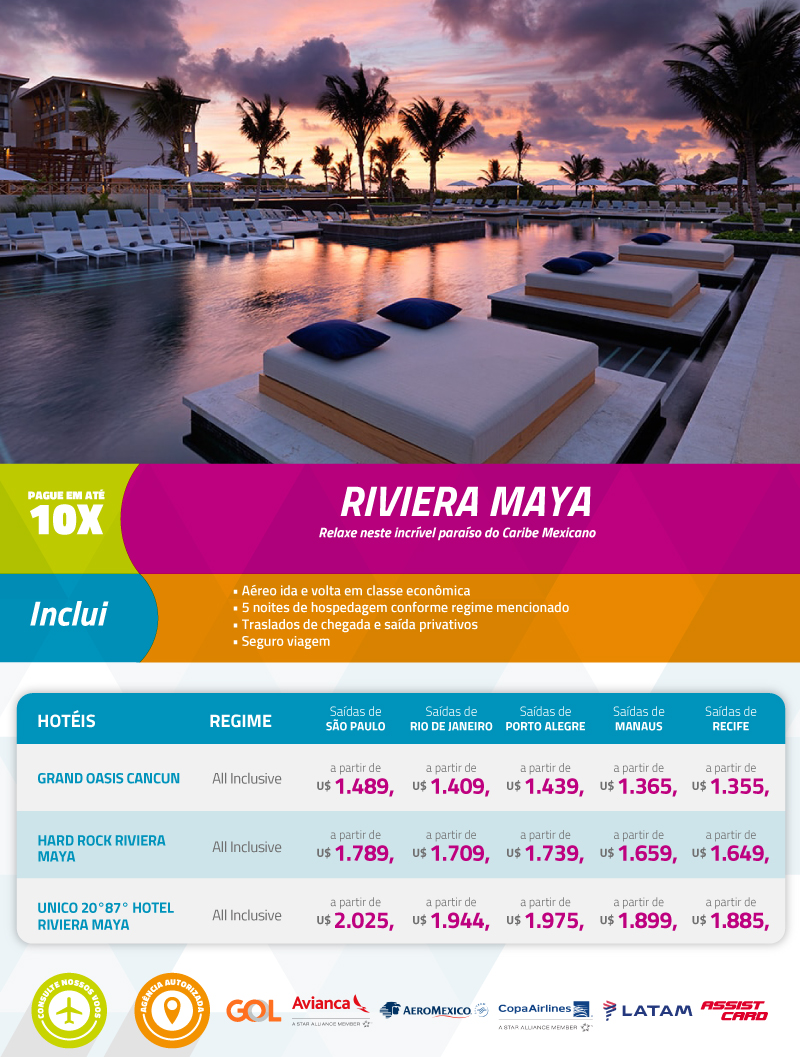 PAGUE EM ATÉ
10X
RIVIERA MAYA
Relaxe neste incrível paraíso do Caribe Mexicano
Inclui
• Aéreo ida e volta em classe econômica
• 5 noites de hospedagem conforme regime mencionado
• Traslados de chegada e saída privativos
• Seguro viagem
HOTÉIS
REGIME
Saídas de
SÃO PAULO
Saídas de
RIO DE JANEIRO
Saídas de
PORTO ALEGRE
Saídas de
MANAUS
Saídas de
RECIFE
GRAND OASIS CANCUN
All Inclusive
a partir de
U$ 1.489,
a partir de
U$ 1.409,
a partir de
U$ 1.439,
a partir de
U$ 1.365,
a partir de
U$ 1.355,
HARD ROCK RIVIERA
MAYA
All Inclusive
a partir de
U$ 1.789,
a partir de
U$ 1.709,
a partir de
U$ 1.739,
a partir de
U$ 1.659,
a partir de
U$ 1.649,
UNICO 20°87° HOTEL
RIVIERA MAYA
All Inclusive
a partir de
U$ 2.025,
a partir de
U$ 1.944,
a partir de
U$ 1.975,
a partir de
U$ 1.899,
a partir de
U$ 1.885,
CONSULTE NOSSOS VOOS
AGÊNCIA AUTORIZADA
GOL
Avianca
A STAR ALLIANCE MEMBER
AEROMEXICO
CopaAirlines
A STAR ALLIANCE MEMBER
LATAM
ASSIST
CARD